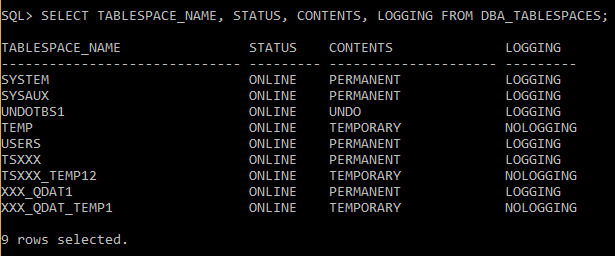 SQL> SELECT TABLESPACE_NAME, STATUS, CONTENTS, LOGGING FROM DBA_TABLESPACES;
TABLESPACE_NAME STATUS CONTENTS LOGGING
------------------------------ --------- --------------------- ---------
SYSTEM ONLINE PERMANENT LOGGING
SYSAUX ONLINE PERMANENT LOGGING
UNDOTBS1 ONLINE UNDO LOGGING
TEMP ONLINE TEMPORARY NOLOGGING
USERS ONLINE PERMANENT LOGGING
TSXXX ONLINE PERMANENT LOGGING
TSXXX_TEMP12 ONLINE TEMPORARY NOLOGGING
XXX_QDAT1 ONLINE PERMANENT LOGGING
XXX_QDAT_TEMP1 ONLINE TEMPORARY NOLOGGING
9 rows selected.